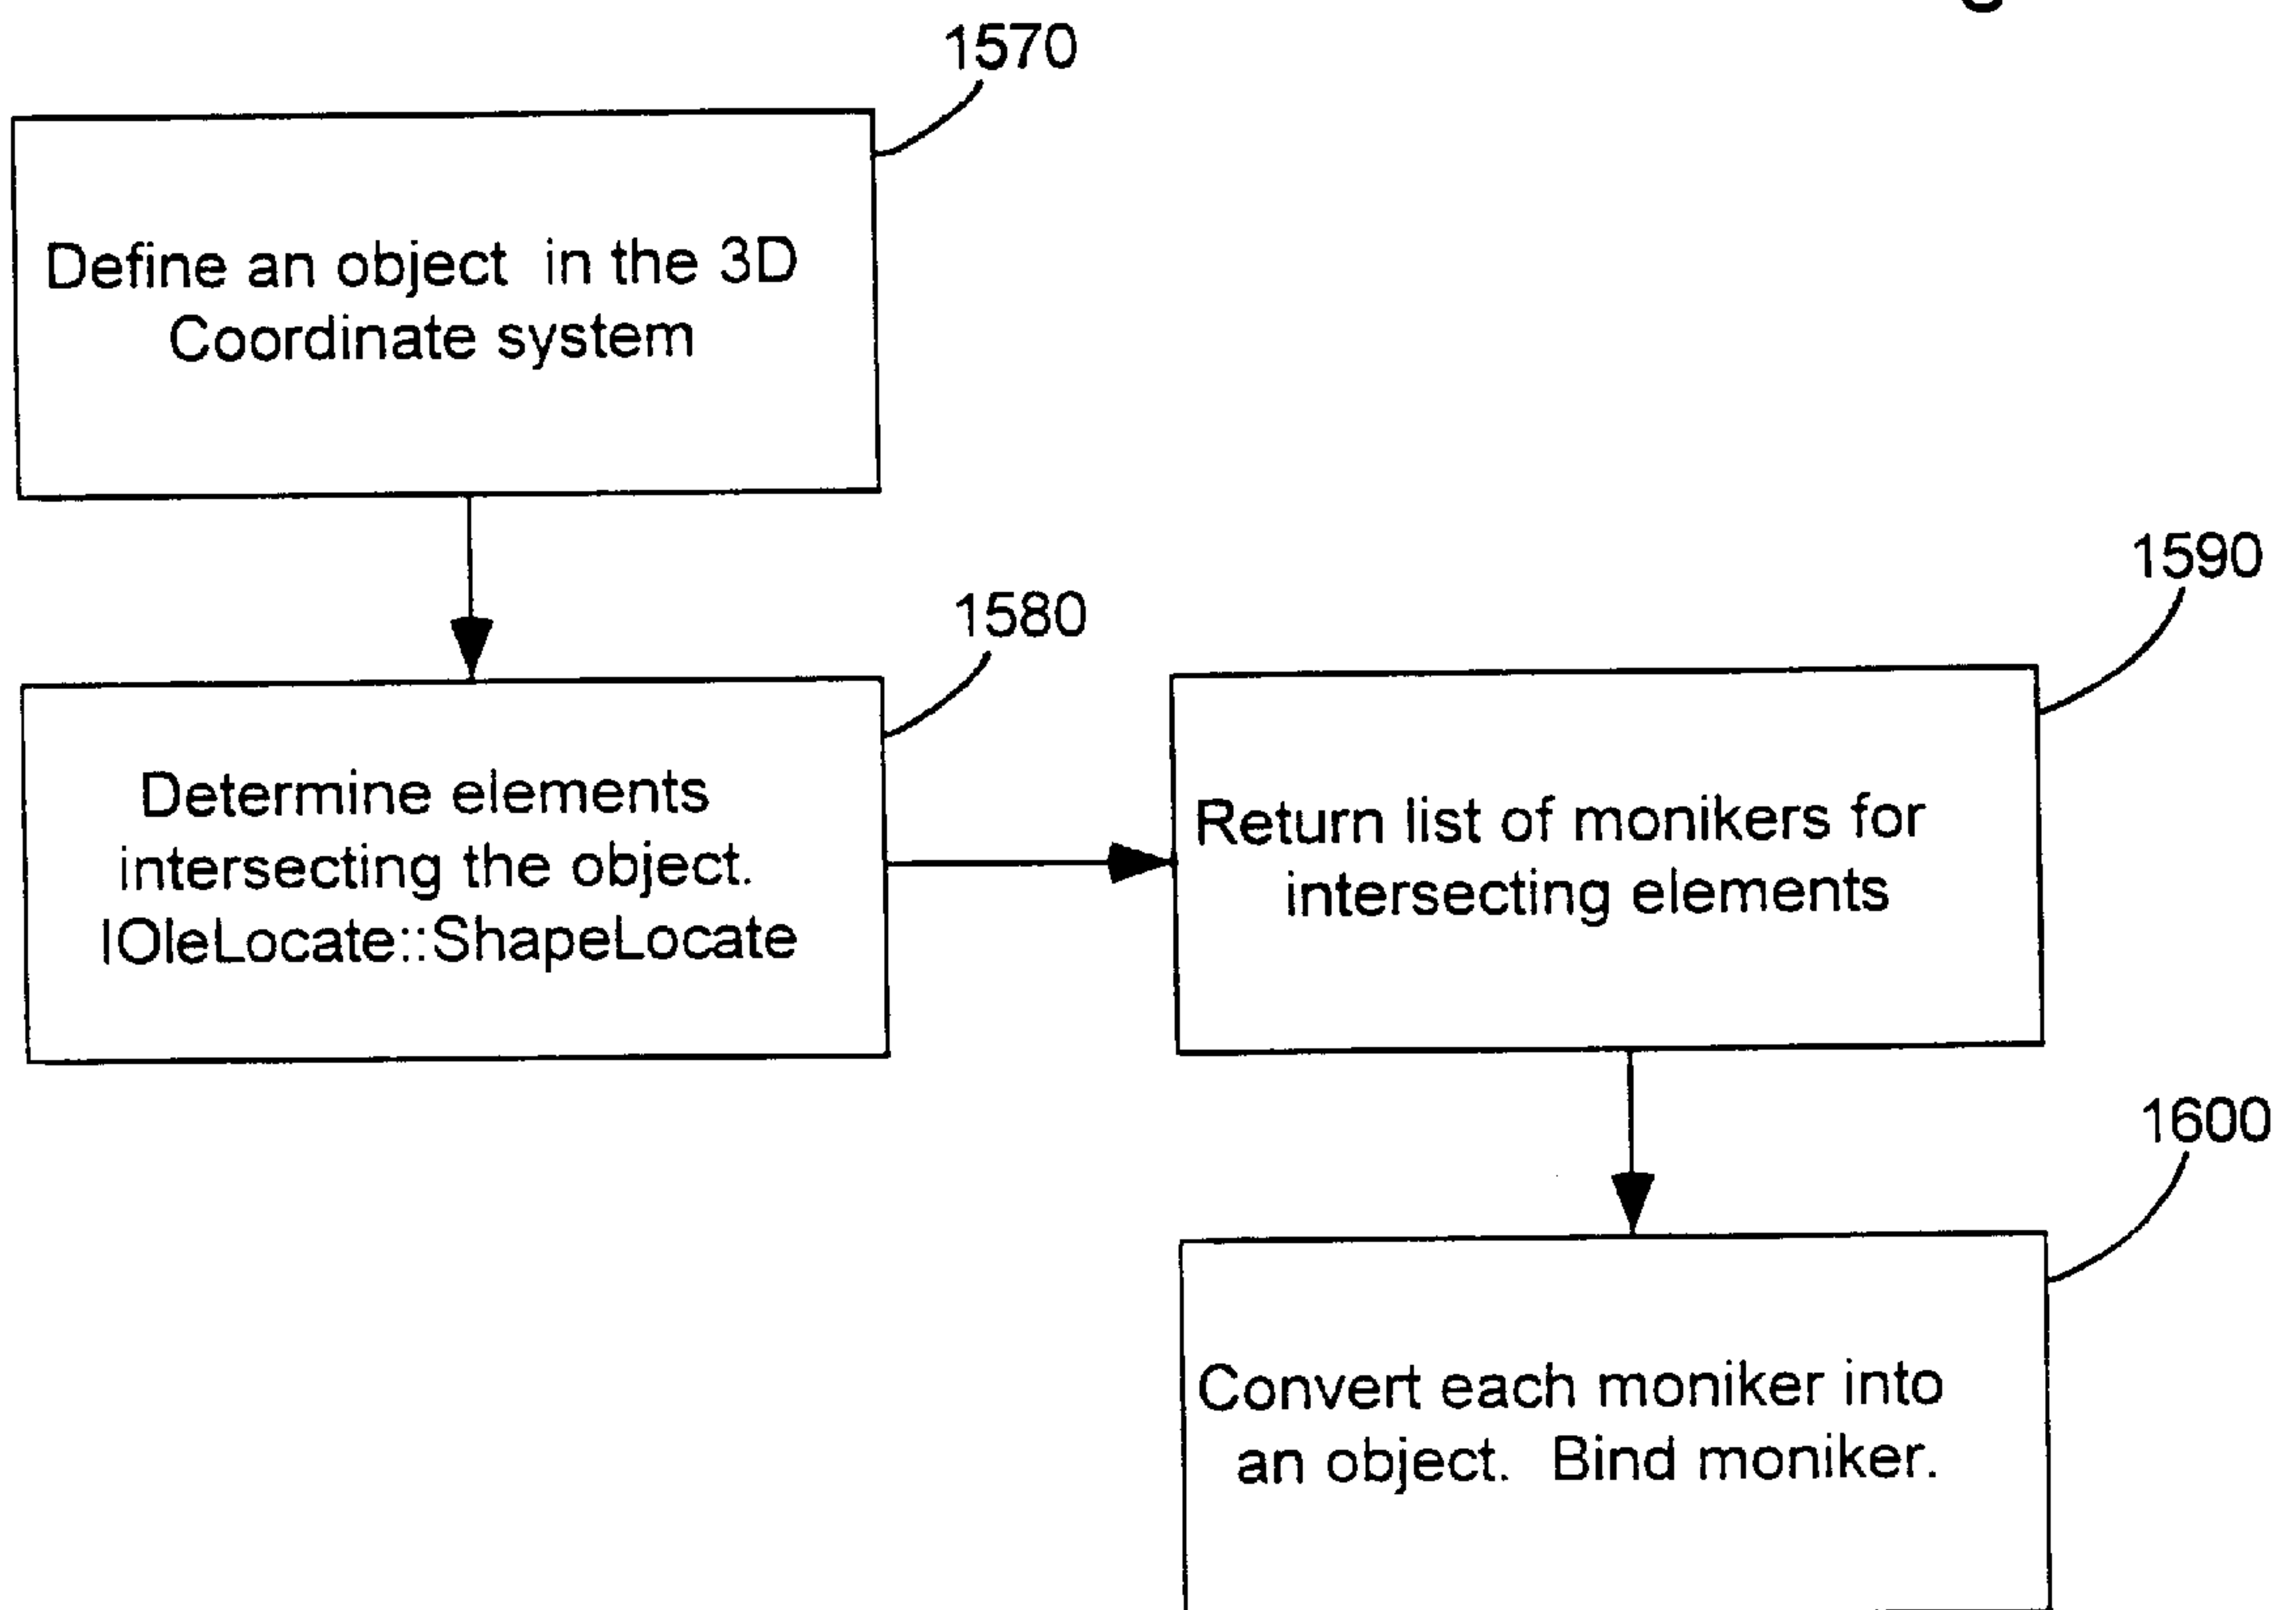 1570
Define an object in the 3D
Coordinate system
1580
Determine elements
intersecting the object.
IOleLocate::ShapeLocate
1590
Return list of monikers for
intersecting elements
1600
Convert each moniker into
an object. Bind moniker.